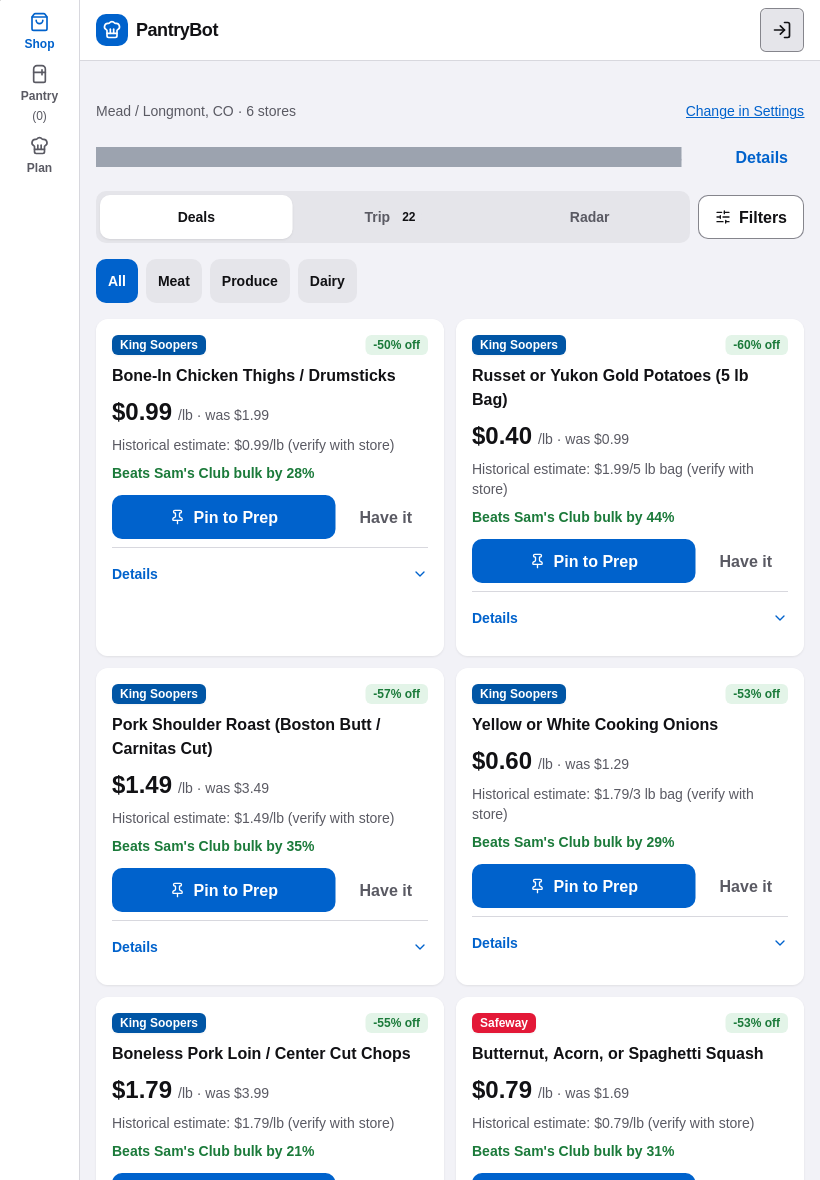 Shop
Pantry
(0)
Plan
PantryBot
Mead / Longmont, CO · 6 stores
Change in Settings
Details
Deals
Trip 22
Radar
Filters
All
Meat
Produce
Dairy
King Soopers
-50% off
Bone-In Chicken Thighs / Drumsticks
$0.99 /lb · was $1.99
Historical estimate: $0.99/lb (verify with store)
Beats Sam's Club bulk by 28%
Pin to Prep
Have it
Details
King Soopers
-60% off
Russet or Yukon Gold Potatoes (5 lb
Bag)
$0.40 /lb · was $0.99
Historical estimate: $1.99/5 lb bag (verify with
store)
Beats Sam's Club bulk by 44%
Pin to Prep
Have it
Details
King Soopers
-57% off
Pork Shoulder Roast (Boston Butt /
Carnitas Cut)
$1.49 /lb · was $3.49
Historical estimate: $1.49/lb (verify with store)
Beats Sam's Club bulk by 35%
Pin to Prep
Have it
Details
King Soopers
-53% off
Yellow or White Cooking Onions
$0.60 /lb · was $1.29
Historical estimate: $1.79/3 lb bag (verify with
store)
Beats Sam's Club bulk by 29%
Pin to Prep
Have it
Details
King Soopers
-55% off
Boneless Pork Loin / Center Cut Chops
$1.79 /lb · was $3.99
Historical estimate: $1.79/lb (verify with store)
Beats Sam's Club bulk by 21%
Safeway
-53% off
Butternut, Acorn, or Spaghetti Squash
$0.79 /lb · was $1.69
Historical estimate: $0.79/lb (verify with store)
Beats Sam's Club bulk by 31%